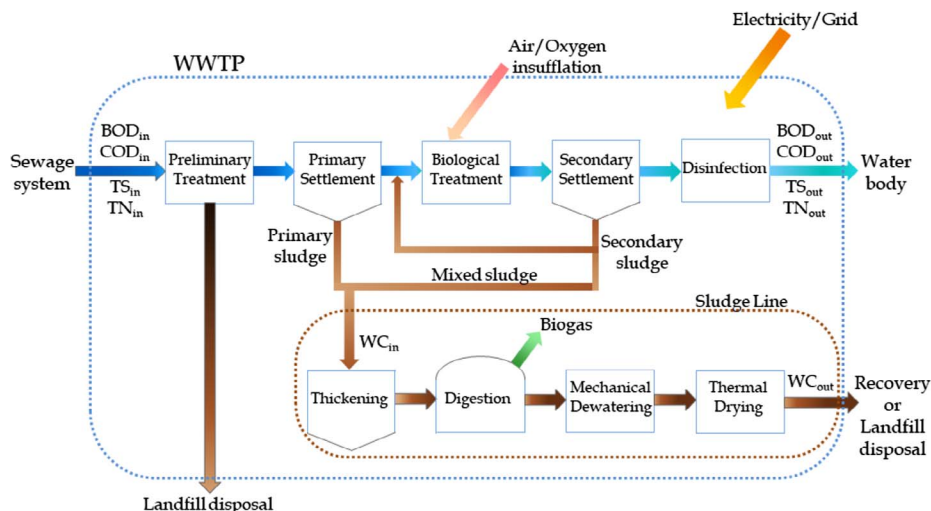 Electricity/Grid
Air/Oxygen
insufflation
WWTP
BODin
CODin
TSin
TNin
Sewage
system
Preliminary
Treatment
Primary
Settlement
Biological
Treatment
Secondary
Settlement
Disinfection
BODout
CODout
TSout
TNout
Water
body
Primary
sludge
Secondary
sludge
Mixed sludge
Sludge Line
WCin
Biogas
Thickening
Digestion
Mechanical
Dewatering
Thermal
Drying
WCout
Recovery
or
Landfill
disposal
Landfill disposal